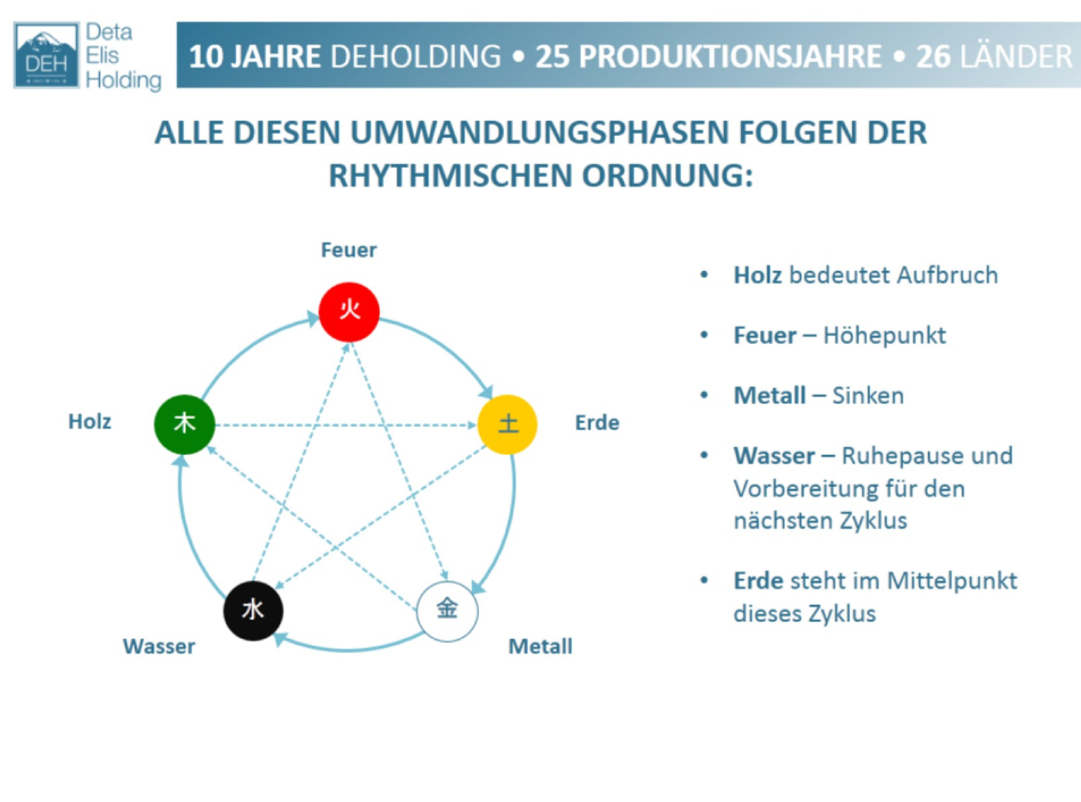 DEH
Deta
Elis
Holding
10 JAHRE DEHOLDING • 25 PRODUKTIONSJAHRE • 26 LÄNDER
ALLE DIESEN UMWANDLUNGSPHASEN FOLGEN DER
RHYTHMISCHEN ORDNUNG:
Feuer
火
Holz
木
土
Erde
水
金
Wasser
Metall
• Holz bedeutet Aufbruch
• Feuer – Höhepunkt
• Metall – Sinken
• Wasser – Ruhepause und
Vorbereitung für den
nächsten Zyklus
• Erde steht im Mittelpunkt
dieses Zyklus